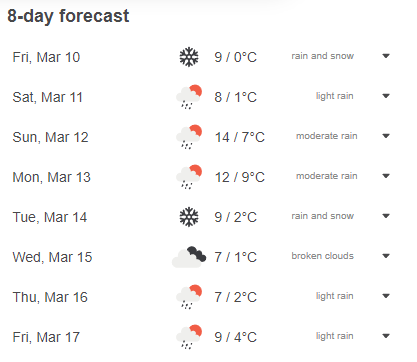 8-day forecast
Fri, Mar 10 9 / 0°C rain and snow
Sat, Mar 11 8 / 1°C light rain
Sun, Mar 12 14 / 7°C moderate rain
Mon, Mar 13 12 / 9°C moderate rain
Tue, Mar 14 9 / 2°C rain and snow
Wed, Mar 15 7 / 1°C broken clouds
Thu, Mar 16 7 / 2°C light rain
Fri, Mar 17 9 / 4°C light rain